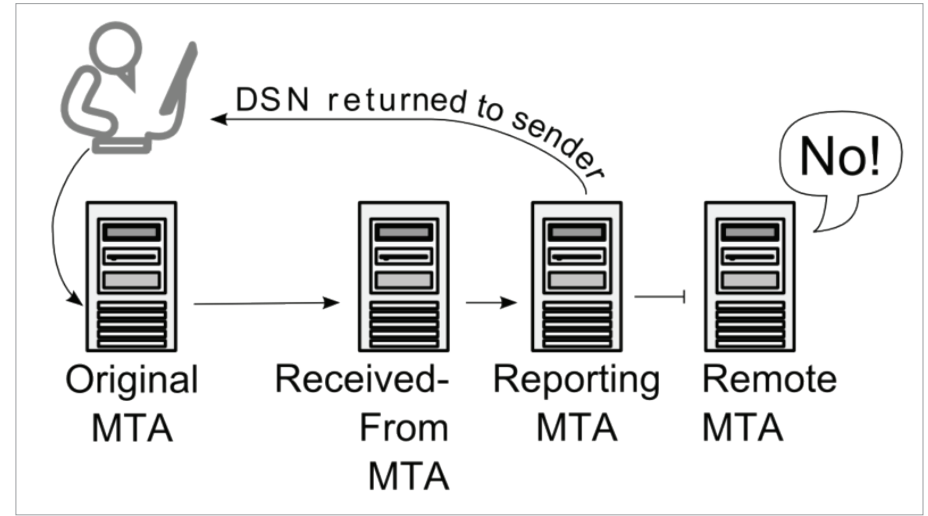 DSN returned to sender
No!
Original
MTA
Received-
From
MTA
Reporting
MTA
Remote
MTA